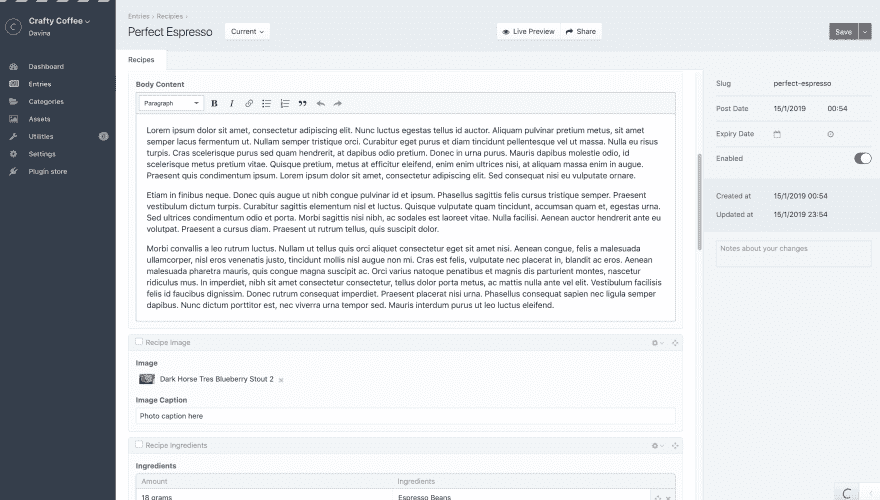 Crafty Coffee
Davina
Dashboard
Entries
Categories
Assets
Utilities 0
Settings
Plugin store
Entries › Recipies ›
Perfect Espresso
Current
Live Preview
Share
Save
Recipes
Body Content
Paragraph
B I
Lorem ipsum dolor sit amet, consectetur adipiscing elit. Nunc luctus egestas tellus id auctor. Aliquam pulvinar pretium metus, sit amet
semper lacus fermentum ut. Nullam semper tristique orci. Curabitur eget purus et diam tincidunt pellentesque vel ut massa. Nulla eu risus
turpis. Cras scelerisque purus sed quam hendrerit, at dapibus odio pretium. Donec in urna purus. Mauris dapibus molestie odio, id
scelerisque metus pretium vitae. Quisque pretium, metus at efficitur eleifend, enim enim ultrices nisi, at aliquam massa enim in augue.
Praesent quis condimentum ipsum. Lorem ipsum dolor sit amet, consectetur adipiscing elit. Sed consequat nisi eu vulputate ornare.
Etiam in finibus neque. Donec quis augue ut nibh congue pulvinar id et ipsum. Phasellus sagittis felis cursus tristique semper. Praesent
vestibulum dictum turpis. Curabitur sagittis elementum nisl et luctus. Quisque vulputate quam tincidunt, accumsan quam et, egestas urna.
Sed ultrices condimentum odio et porta. Morbi sagittis nisi nibh, ac sodales est laoreet vitae. Nulla facilisi. Aenean auctor hendrerit ante eu
volutpat. Praesent a cursus diam. Praesent ut rutrum tellus, quis suscipit dolor.
Morbi convallis a leo rutrum luctus. Nullam ut tellus quis orci aliquet consectetur eget sit amet nisi. Aenean congue, felis a malesuada
ullamcorper, nisl eros venenatis justo, tincidunt mollis nisl augue non mi. Cras est felis, vulputate nec placerat in, blandit ac eros. Aenean
malesuada pharetra mauris, quis congue magna suscipit ac. Orci varius natoque penatibus et magnis dis parturient montes, nascetur
ridiculus mus. In imperdiet, nibh sit amet consectetur consectetur, tellus dolor porta metus, ac mattis nulla ante vel elit. Vestibulum facilisis
felis id faucibus dignissim. Donec rutrum consequat imperdiet. Praesent placerat nisi urna. Phasellus consequat sapien nec ligula semper
dapibus. Nunc dictum porttitor est, nec viverra urna tempor sed. Mauris interdum purus ut leo luctus eleifend.
Recipe Image
Image
Dark Horse Tres Blueberry Stout 2
Image Caption
Photo caption here
Recipe Ingredients
Ingredients
Amount Ingredients
18 grams Espresso Beans
Slug perfect-espresso
Post Date 15/1/2019 00:54
Expiry Date
Enabled
Created at 15/1/2019 00:54
Updated at 15/1/2019 23:54
Notes about your changes